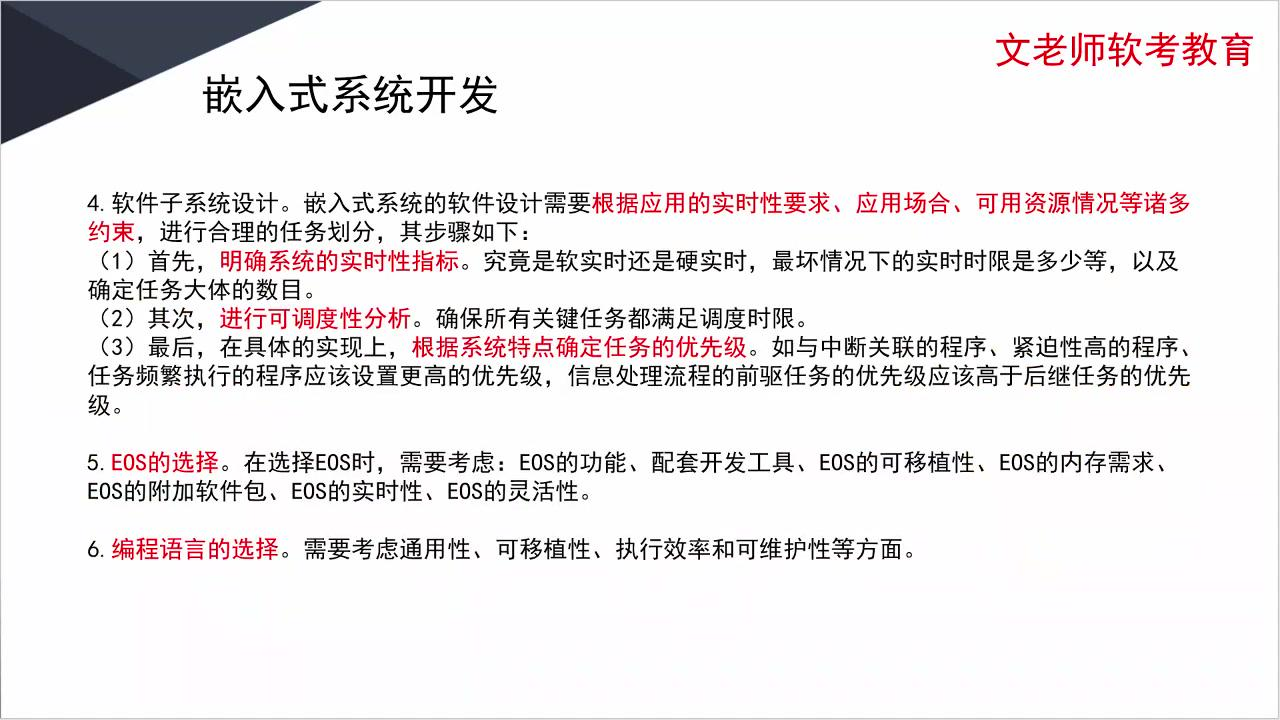 文老师软考教育
嵌入式系统开发
4.软件子系统设计。嵌入式系统的软件设计需要根据应用的实时性要求、应用场合、可用资源情况等诸多
约束，进行合理的任务划分，其步骤如下：
（1）首先，明确系统的实时性指标。究竟是软实时还是硬实时，最坏情况下的实时时限是多少等，以及
确定任务大体的数目。
（2）其次，进行可调度性分析。确保所有关键任务都满足调度时限。
（3）最后，在具体的实现上，根据系统特点确定任务的优先级。如与中断关联的程序、紧迫性高的程序、
任务频繁执行的程序应该设置更高的优先级，信息处理流程的前驱任务的优先级应该高于后继任务的优先
级。
5.EOS的选择。在选择EOS时，需要考虑：EOS的功能、配套开发工具、EOS的可移植性、EOS的内存需求、
EOS的附加软件包、EOS的实时性、EOS的灵活性。
6.编程语言的选择。需要考虑通用性、可移植性、执行效率和可维护性等方面。